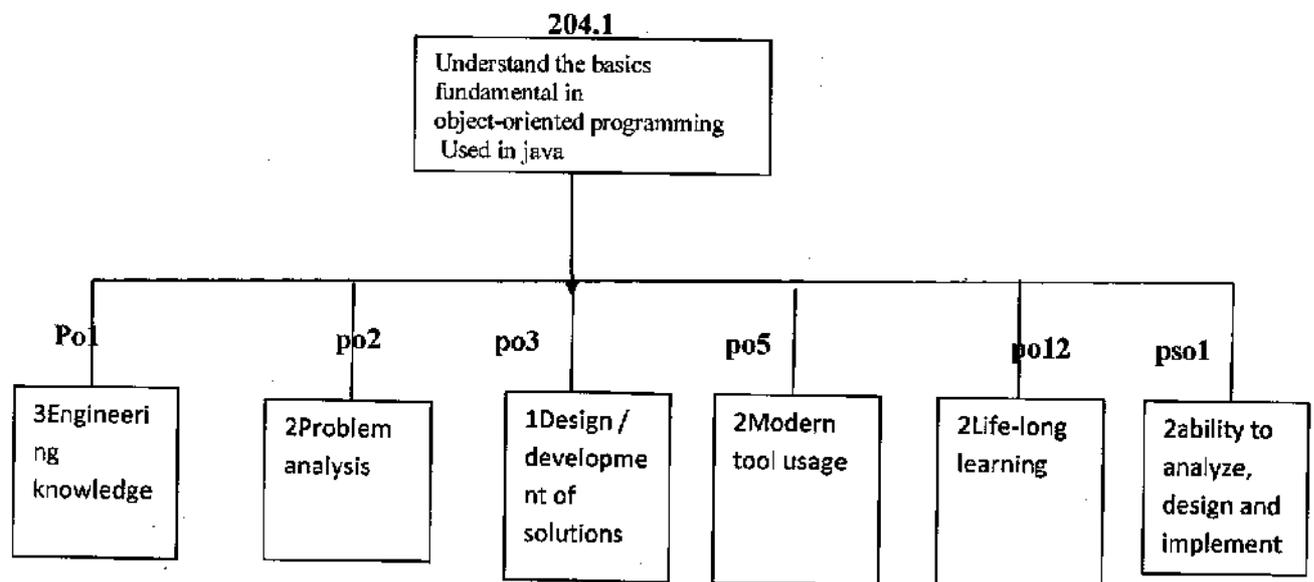 204.1
Understand the basics
fundamental in
object-oriented programming
Used in java
Po1
po2
po3
po5
po12
pso1
3Engineeri
ng
knowledge
2Problem
analysis
1Design /
developme
nt of
solutions
2Modern
tool usage
2Life-long
learning
2ability to
analyze,
design and
implement